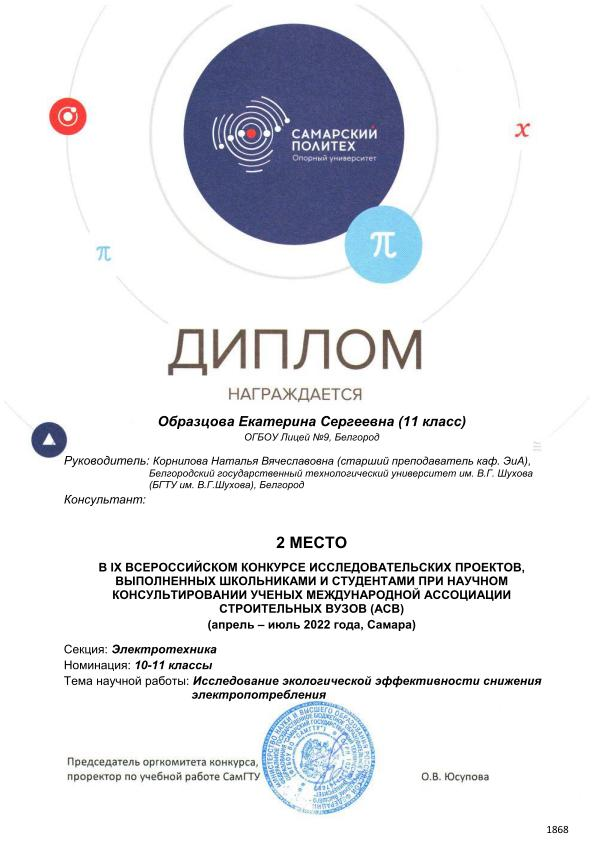 САМАРСКИЙ
ПОЛИТЕХ
Опорный университет
x
π
π
ДИПЛОМ
НАГРАЖДАЕТСЯ
Образцова Екатерина Сергеевна (11 класс)
ОГБОУ Лицей №9, Белгород
Руководитель: Корнилова Наталья Вячеславовна (старший преподаватель каф. ЭиА),
Белгородский государственный технологический университет им. В.Г. Шухова
(БГТУ им. В.Г.Шухова), Белгород
Консультант:
2 МЕСТО
В IX ВСЕРОССИЙСКОМ КОНКУРСЕ ИССЛЕДОВАТЕЛЬСКИХ ПРОЕКТОВ,
ВЫПОЛНЕННЫХ ШКОЛЬНИКАМИ И СТУДЕНТАМИ ПРИ НАУЧНОМ
КОНСУЛЬТИРОВАНИИ УЧЕНЫХ МЕЖДУНАРОДНОЙ АССОЦИАЦИИ
СТРОИТЕЛЬНЫХ ВУЗОВ (АСВ)
(апрель – июль 2022 года, Самара)
Секция: Электротехника
Номинация: 10-11 классы
Тема научной работы: Исследование экологической эффективности снижения
электропотребления
Председатель оргкомитета конкурса,
проректор по учебной работе СамГТУ
О.В. Юсупова
1868